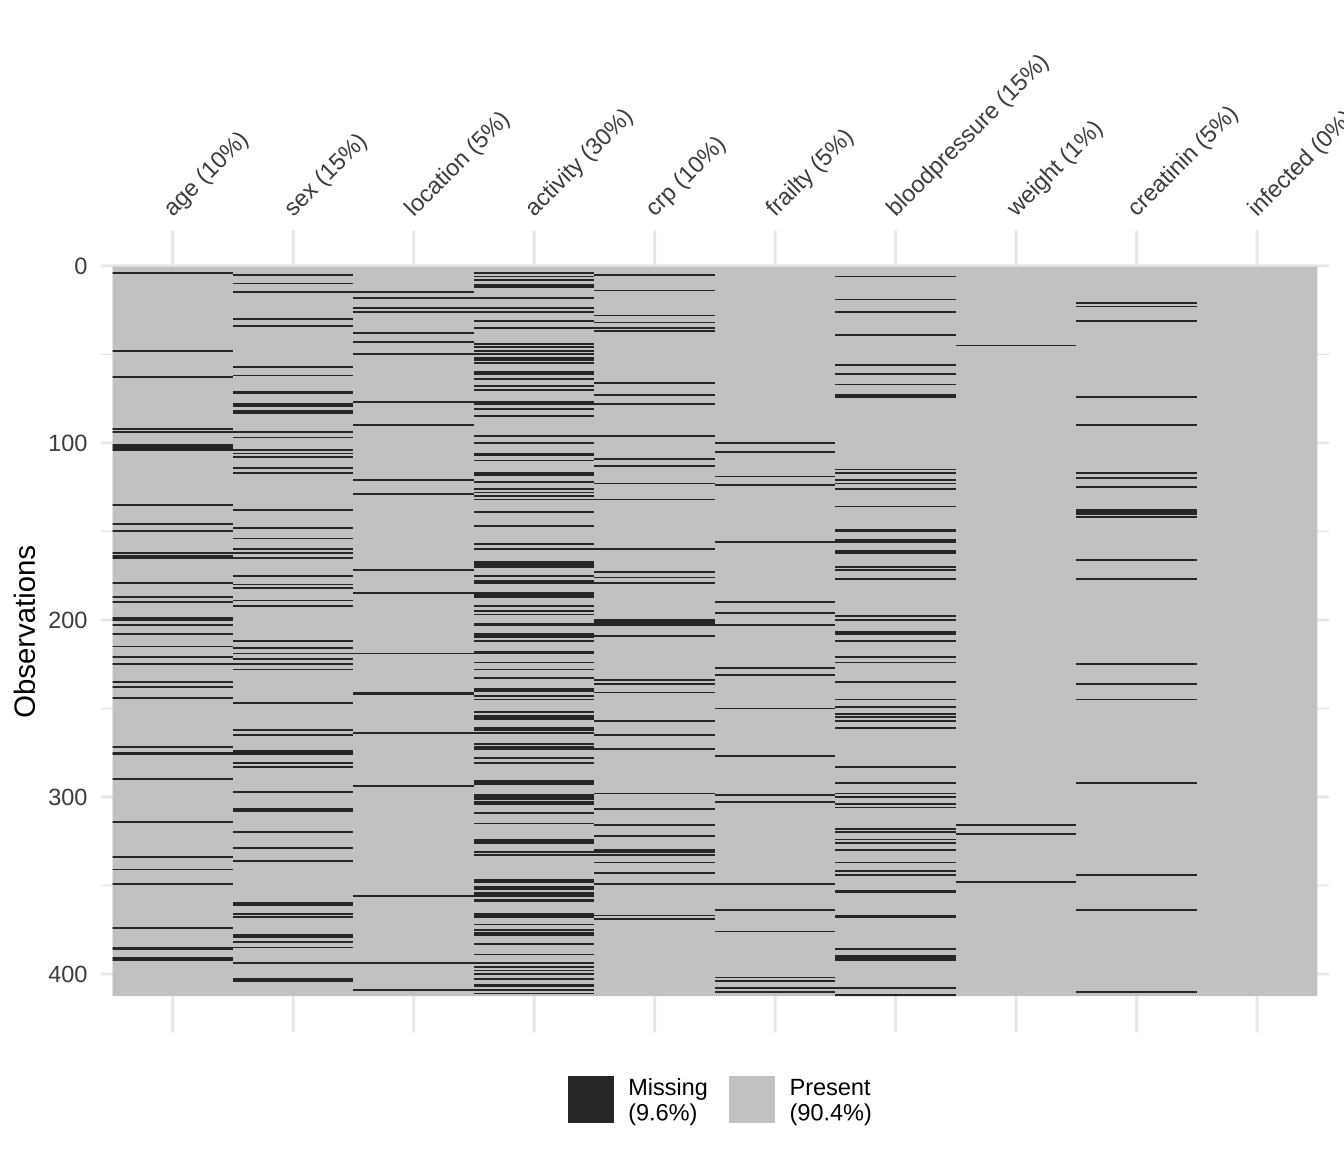 age (10%)
sex (15%)
location (5%)
activity (30%)
crp (10%)
frailty (5%)
bloodpressure (15%)
weight (1%)
creatinin (5%)
infected (0%
0
100
200
300
400
Observations
Missing
(9.6%)
Present
(90.4%)